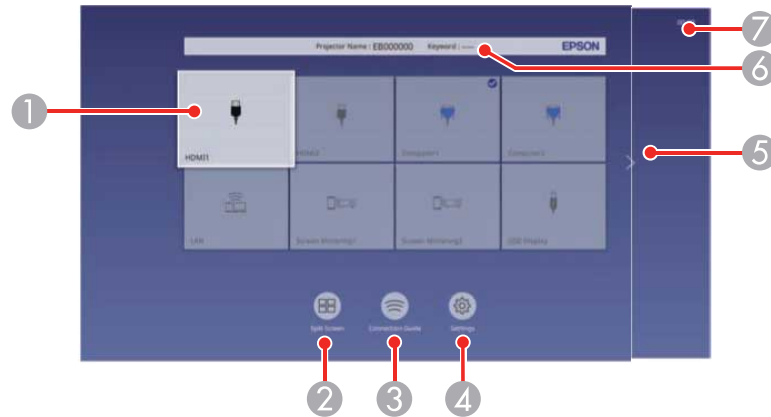 Projector Name : EB000000 Keyword : ---- EPSON
7
6
1
HDMI1 HDMI2 Computer1 Computer2
5
LAN Screen Mirroring1 Screen Mirroring2 USB Display
Split Screen Connection Guide Settings
2 3 4